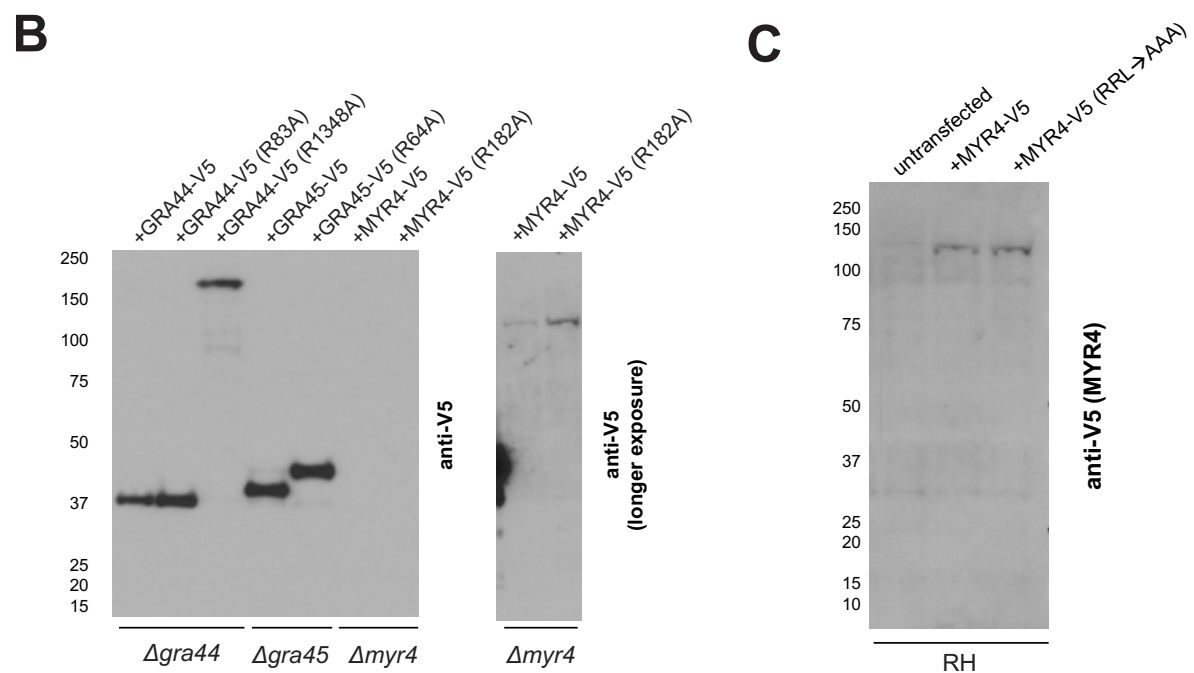 B
+GRA44-V5
+GRA44-V5 (R83A)
+GRA44-V5 (R1348A)
+GRA45-V5
+GRA45-V5 (R64A)
+MYR4-V5
+MYR4-V5 (R182A)
250
150
100
75
50
37
25
20
15
anti-V5
Δgra44
Δgra45
Δmyr4
+MYR4-V5
+MYR4-V5 (R182A)
anti-V5
(longer exposure)
Δmyr4
C
untransfected
+MYR4-V5
+MYR4-V5 (RRL→AAA)
250
150
100
75
50
37
25
20
15
10
anti-V5 (MYR4)
RH